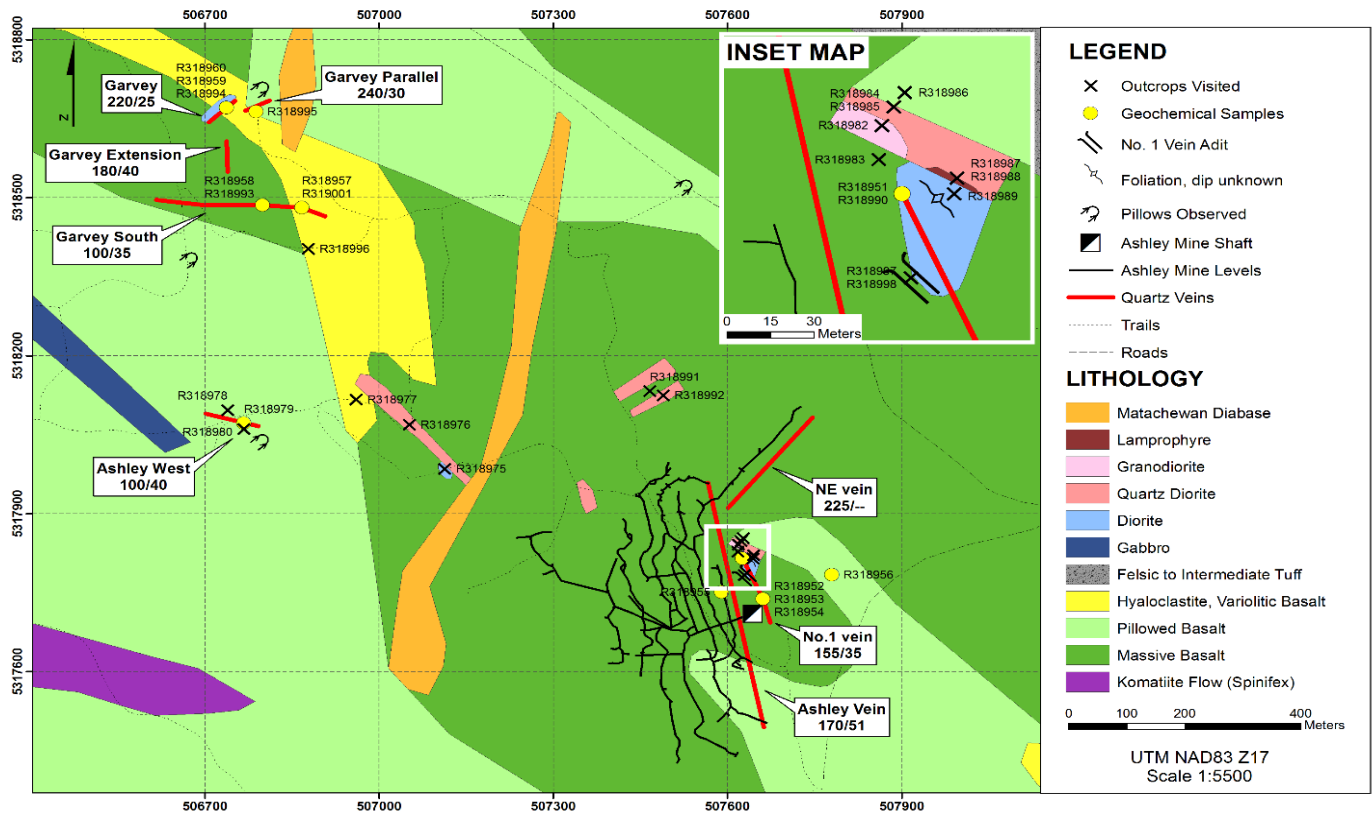 506700
507000
507300
507600
507900
5318800
5318500
5318200
5317900
5317600
Z
Garvey
220/25
R318960
R318959
R318994
Garvey Parallel
240/30
R318995
Garvey Extension
180/40
R318958
R318993
R318957
R319001
Garvey South
100/35
R318996
R318978
R318979
R318980
Ashley West
100/40
R318977
R318976
R318975
R318991
R318992
NE vein
225/--
R318956
R318955
R318952
R318953
R318954
No.1 vein
155/35
Ashley Vein
170/51
INSET MAP
R318984
R318985
R318986
R318982
R318983
R318987
R318988
R318989
R318951
R318990
R318998
0 15 30
Meters
LEGEND
Outcrops Visited
Geochemical Samples
No. 1 Vein Adit
Foliation, dip unknown
Pillows Observed
Ashley Mine Shaft
Ashley Mine Levels
Quartz Veins
Trails
Roads
LITHOLOGY
Matachewan Diabase
Lamprophyre
Granodiorite
Quartz Diorite
Diorite
Gabbro
Felsic to Intermediate Tuff
Hyaloclastite, Variolitic Basalt
Pillowed Basalt
Massive Basalt
Komatiite Flow (Spinifex)
0 100 200 400
Meters
UTM NAD83 Z17
Scale 1:5500
506700
507000
507300
507600
507900